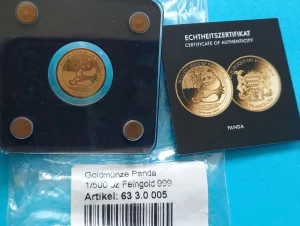 ECHTHEITSZERTIFIKAT
CERTIFICATE OF AUTHENTICITY
PANDA
Goldmünze Panda
1/500 oz Feingold 999
Artikel: 63 3.0 005